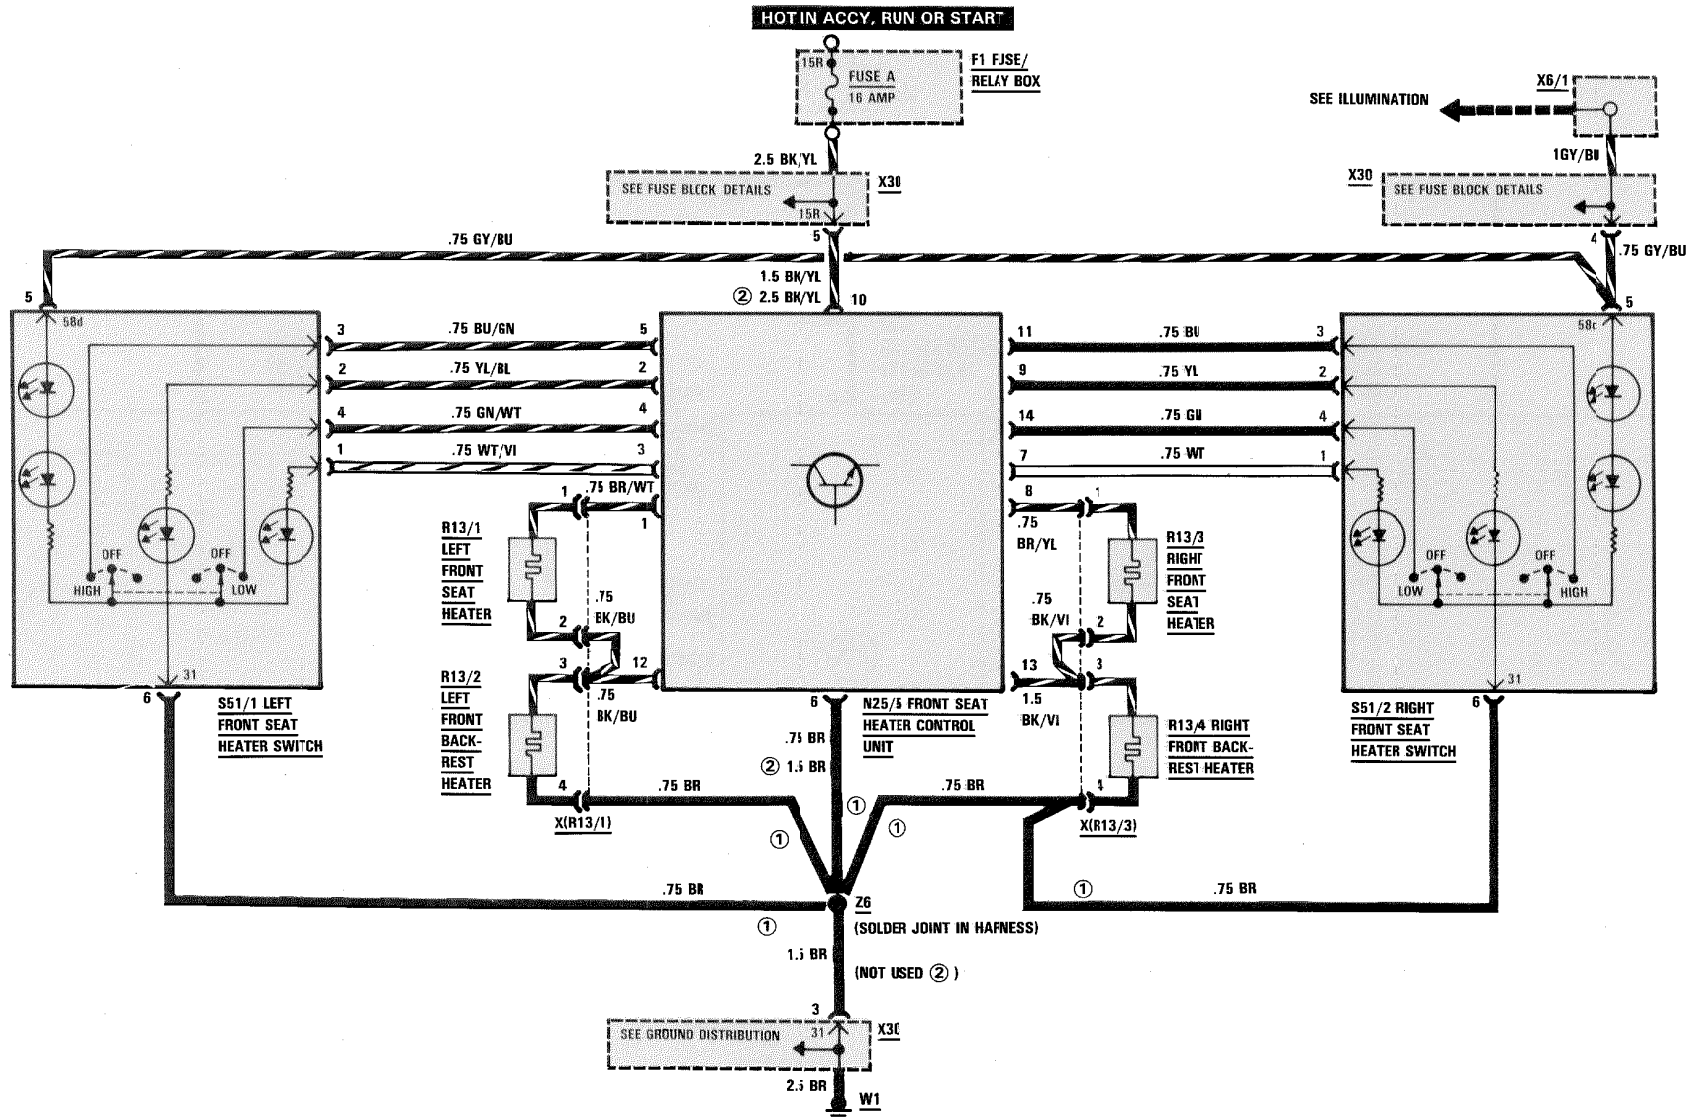 HOT IN ACCY, RUN OR START
15R
FUSE A
16 AMP
F1 FJSE/
RELAY BOX
X6/1
SEE ILLUMINATION
2.5 BK/YL
1GY/BU
SEE FUSE BLOCK DETAILS
X30
15R
X30
SEE FUSE BLOCK DETAILS
5
4
.75 GY/BU
.75 GY/BU
1.5 BK/YL
② 2.5 BK/YL
10
5
5
58d
58c
3
.75 BU/GN
5
2
.75 YL/BL
2
4
.75 GN/WT
4
1
.75 WT/VI
3
11
.75 BU
3
9
.75 YL
2
14
.75 GN
4
7
.75 WT
1
1
.75 BR/WT
1
8
1
.75
BR/YL
R13/1
LEFT
FRONT
SEAT
HEATER
R13/3
RIGHT
FRONT
SEAT
HEATER
OFF
OFF
HIGH
LOW
OFF
OFF
LOW
HIGH
.75
BK/BU
2
.75
BK/VI
2
3
12
13
3
.75
BK/BU
1.5
BK/VI
31
6
31
6
S51/1 LEFT
FRONT SEAT
HEATER SWITCH
R13/2
LEFT
FRONT
BACK-
REST
HEATER
6
N25/5 FRONT SEAT
HEATER CONTROL
UNIT
R13/4 RIGHT
FRONT BACK-
REST HEATER
S51/2 RIGHT
FRONT SEAT
HEATER SWITCH
.75 BR
② 1.5 BR
4
.75 BR
.75 BR
4
X(R13/1)
X(R13/3)
①
①
①
.75 BR
①
Z6
(SOLDER JOINT IN HARNESS)
①
.75 BR
1.5 BR
(NOT USED ② )
3
SEE GROUND DISTRIBUTION
31
X30
2.5 BR
W1